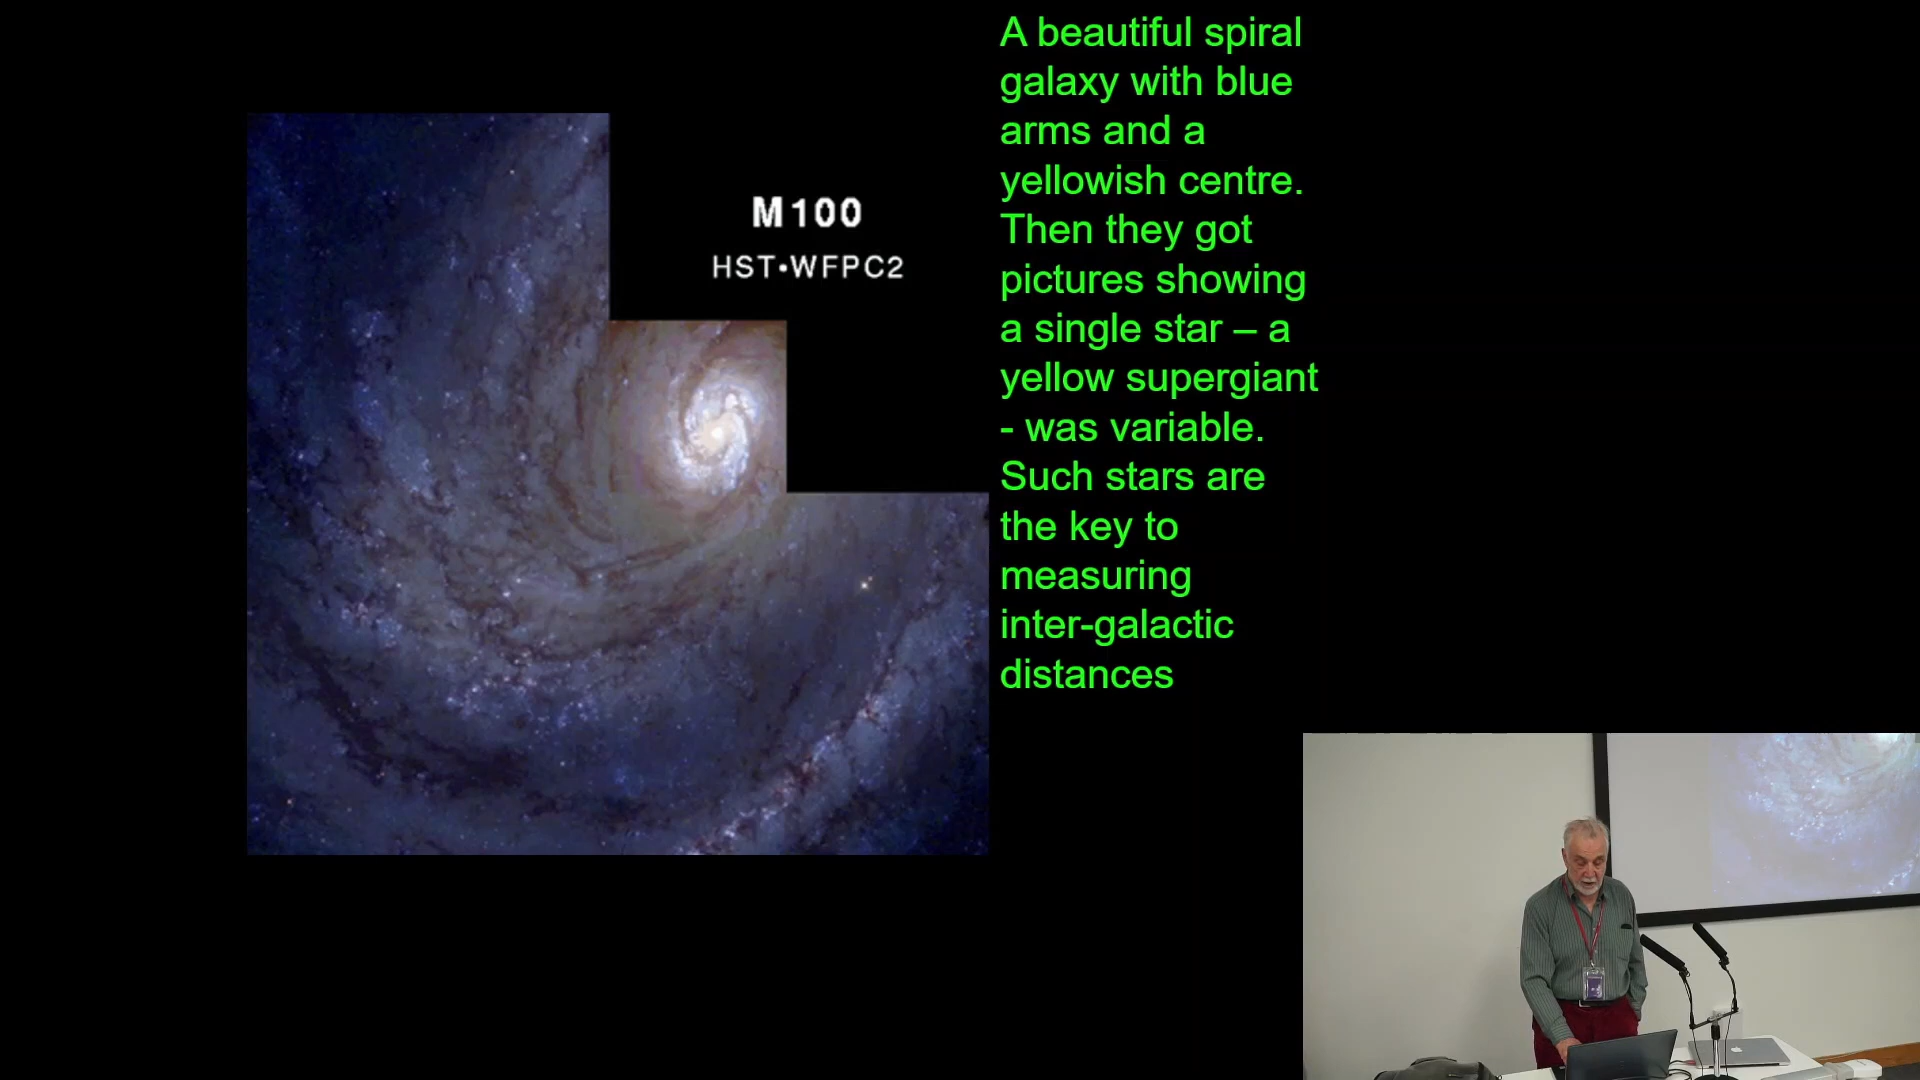 A beautiful spiral
galaxy with blue
arms and a
yellowish centre.
Then they got
pictures showing
a single star – a
yellow supergiant
- was variable.
Such stars are
the key to
measuring
inter-galactic
distances
M100
HST•WFPC2